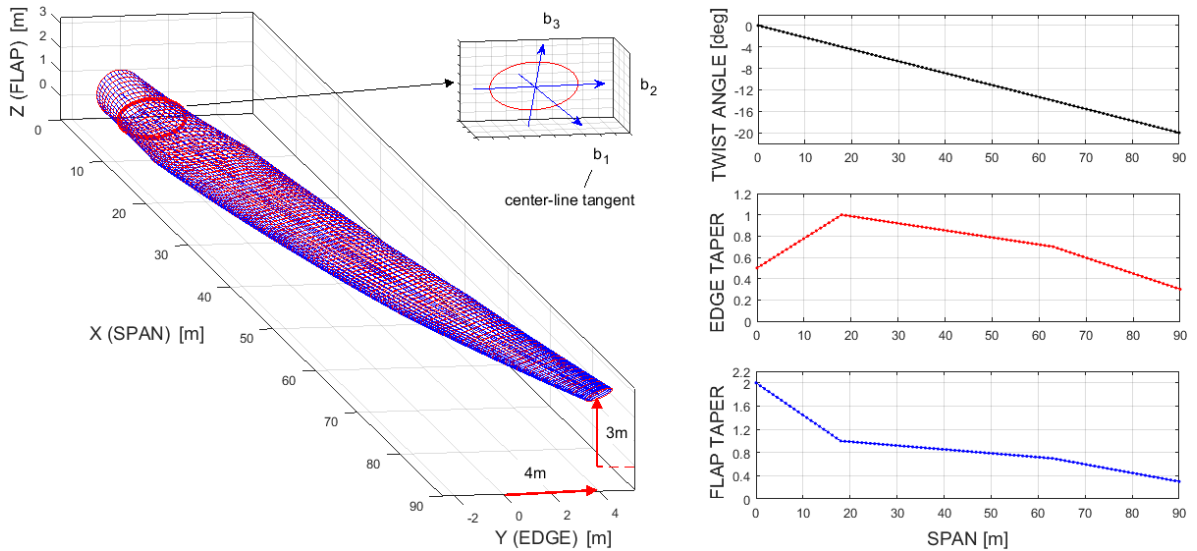 Z (FLAP) [m]
3
2
1
0
0
10
20
30
40
50
60
70
80
90
X (SPAN) [m]
-2
0
2
4
Y (EDGE) [m]
4m
3m
b3
b2
b1
center-line tangent
TWIST ANGLE [deg]
0
-4
-8
-12
-16
-20
0 10 20 30 40 50 60 70 80 90
EDGE TAPER
1.2
1
0.8
0.6
0.4
0.2
0
0 10 20 30 40 50 60 70 80 90
FLAP TAPER
2.2
2
1.6
1.2
0.8
0.4
0
0 10 20 30 40 50 60 70 80 90
SPAN [m]